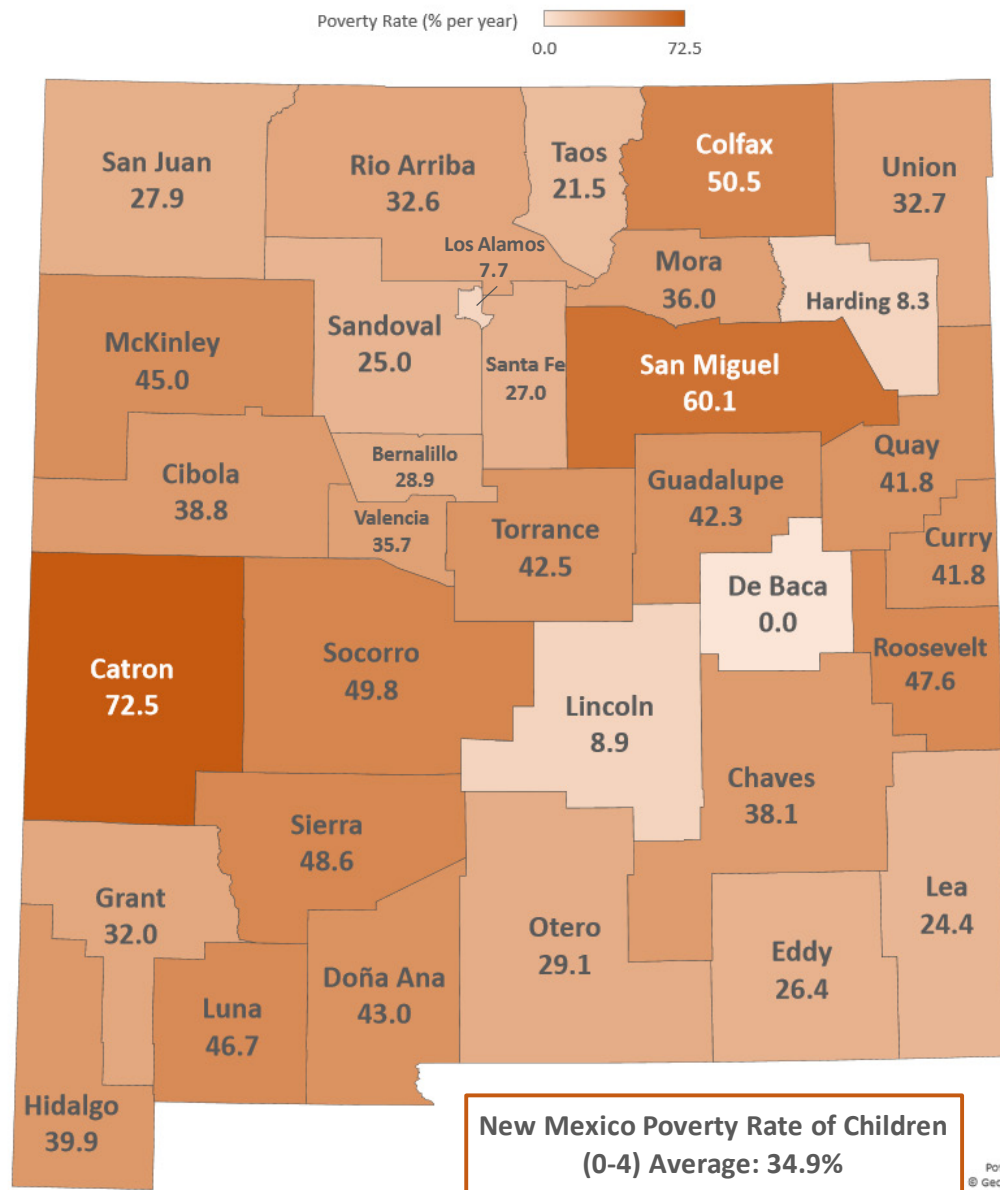 Poverty Rate (% per year)
0.0 72.5
San Juan
27.9
Rio Arriba
32.6
Taos
21.5
Colfax
50.5
Union
32.7
Los Alamos
7.7
Mora
36.0
Harding 8.3
McKinley
45.0
Sandoval
25.0
Santa Fe
27.0
San Miguel
60.1
Cibola
38.8
Bernalillo
28.9
Valencia
35.7
Torrance
42.5
Guadalupe
42.3
Quay
41.8
Curry
41.8
De Baca
0.0
Roosevelt
47.6
Catron
72.5
Socorro
49.8
Lincoln
8.9
Chaves
38.1
Sierra
48.6
Grant
32.0
Otero
29.1
Eddy
26.4
Lea
24.4
Luna
46.7
Doña Ana
43.0
Hidalgo
39.9
New Mexico Poverty Rate of Children
(0-4) Average: 34.9%
©